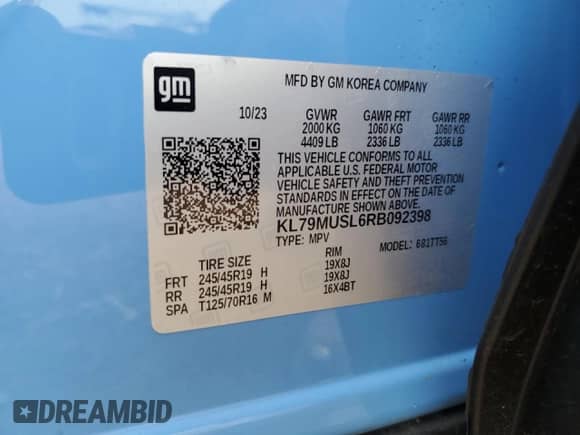 gm
MFD BY GM KOREA COMPANY
10/23 GVWR GAWR FRT GAWR RR
2000 KG 1060 KG 1060 KG
4409 LB 2336 LB 2336 LB
THIS VEHICLE CONFORMS TO ALL
APPLICABLE U.S. FEDERAL MOTOR
VEHICLE SAFETY AND THEFT PREVENTION
STANDARDS IN EFFECT ON THE DATE OF
MANUFACTURE SHOWN ABOVE.
KL79MUSL6RB092398
TYPE: MPV MODEL: 681TT56
TIRE SIZE RIM
FRT 245/45R19 H 19X8J
RR 245/45R19 H 19X8J
SPA T125/70R16 M 16X4BT
DREAMBID